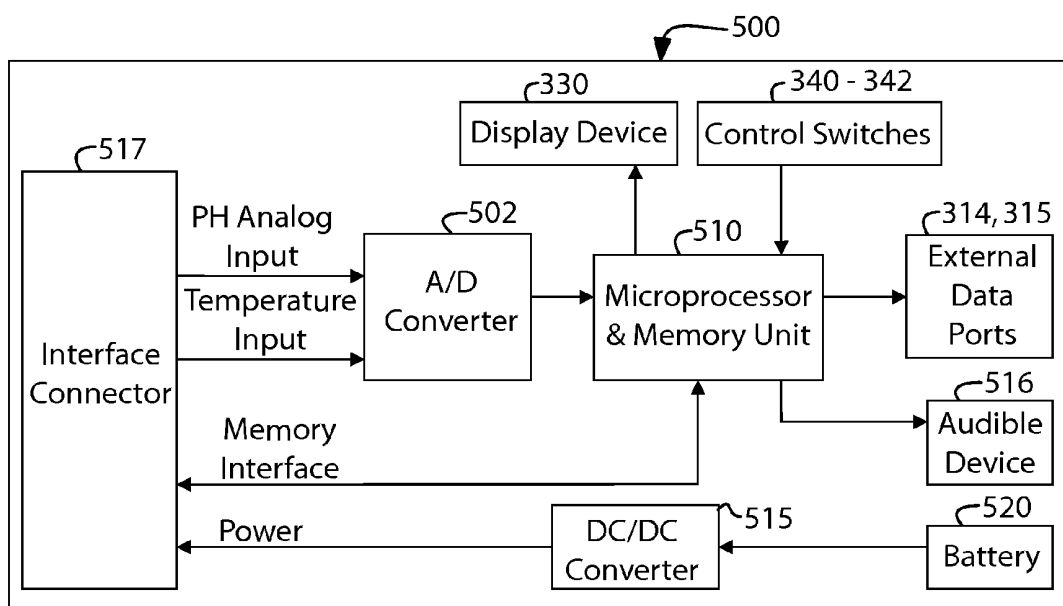 500
330
Display Device
340 - 342
Control Switches
517
Interface
Connector
PH Analog
Input
Temperature
Input
502
A/D
Converter
510
Microprocessor
& Memory Unit
314, 315
External
Data
Ports
516
Audible
Device
Memory
Interface
Power
515
DC/DC
Converter
520
Battery